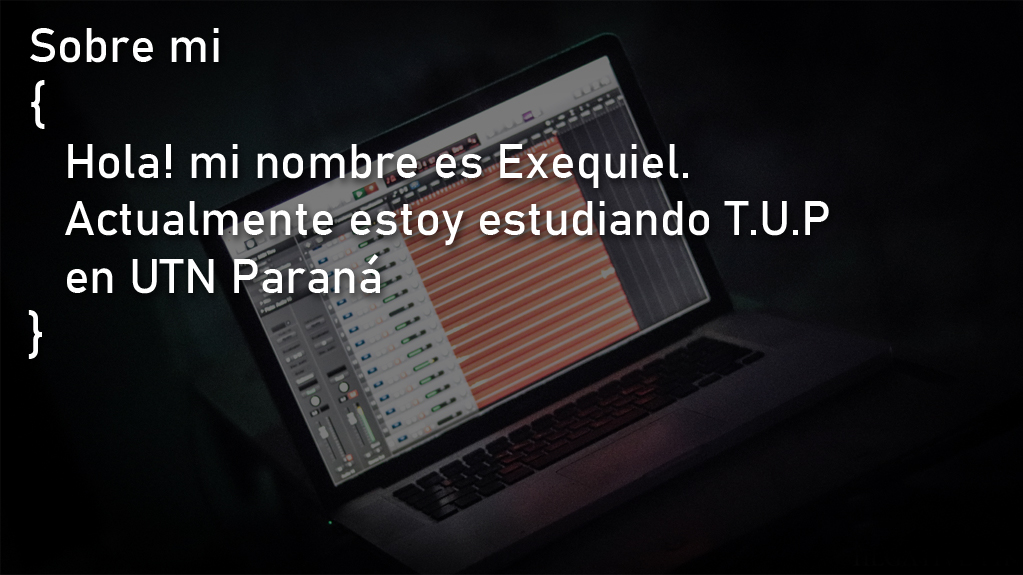 Sobre mi
{
Hola! mi nombre es Exequiel.
Actualmente estoy estudiando T.U.P
en UTN Paraná
}